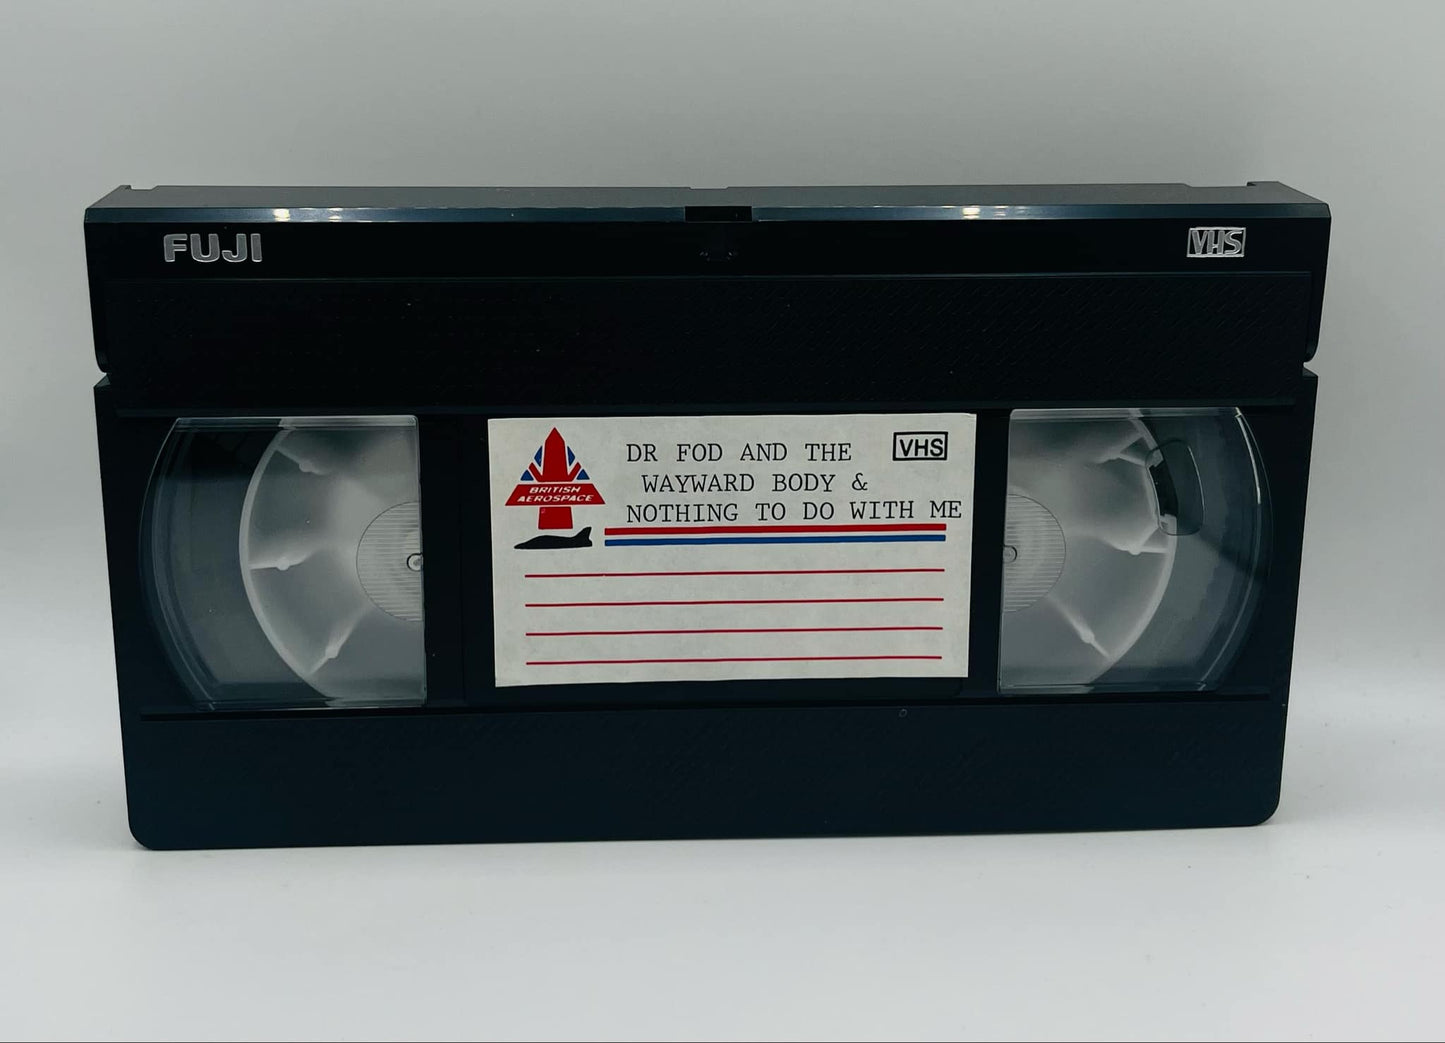 FUJI
VHS
BRITISH
AEROSPACE
DR FOD AND THE
WAYWARD BODY &
NOTHING TO DO WITH ME
VHS